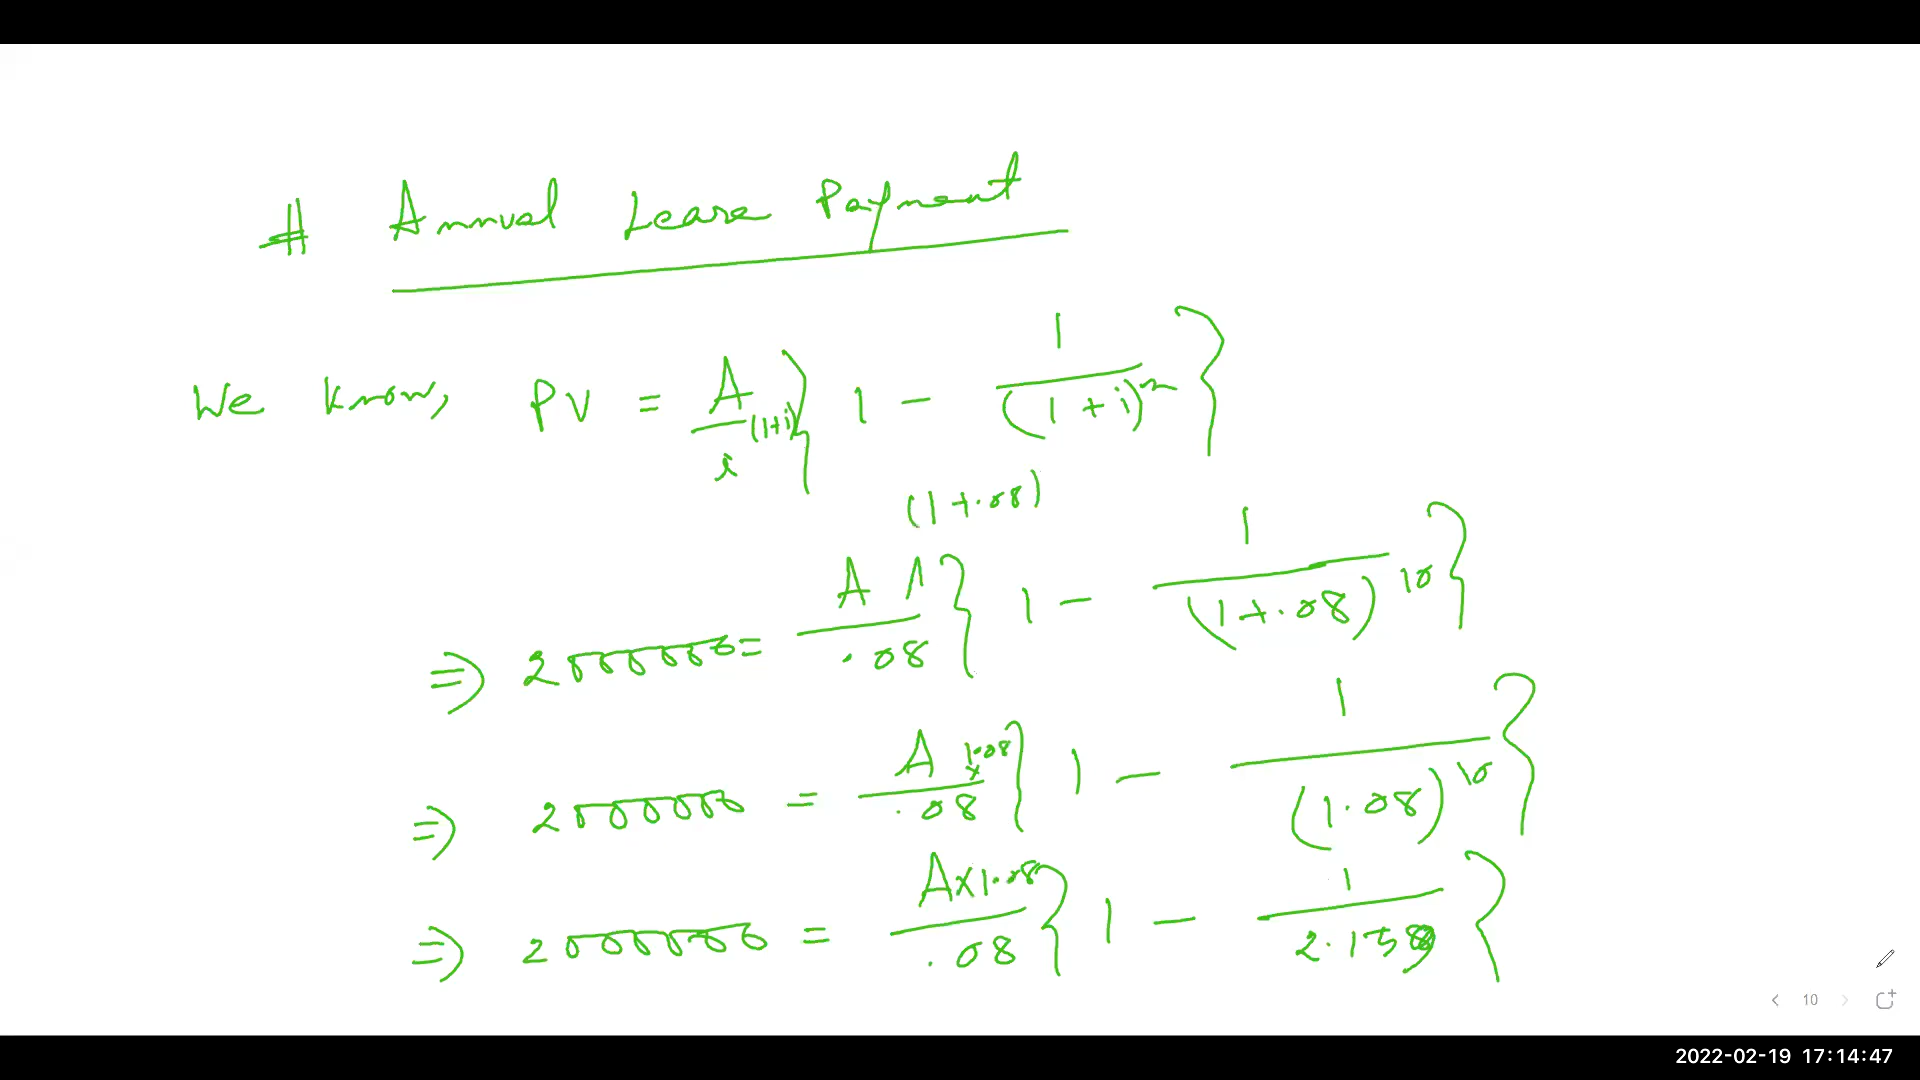 # Annual Lease Payment
We know, PV = A/i (1+i) { 1 - 1/(1+i)^n }
(1+.08)
⇒ 2000000 = A/.08 { 1 - 1/(1+.08)^10 }
⇒ 2000000 = A × 1.08/.08 { 1 - 1/(1.08)^10 }
⇒ 2000000 = A×1.08/.08 { 1 - 1/2.159 }
10
2022-02-19 17:14:47